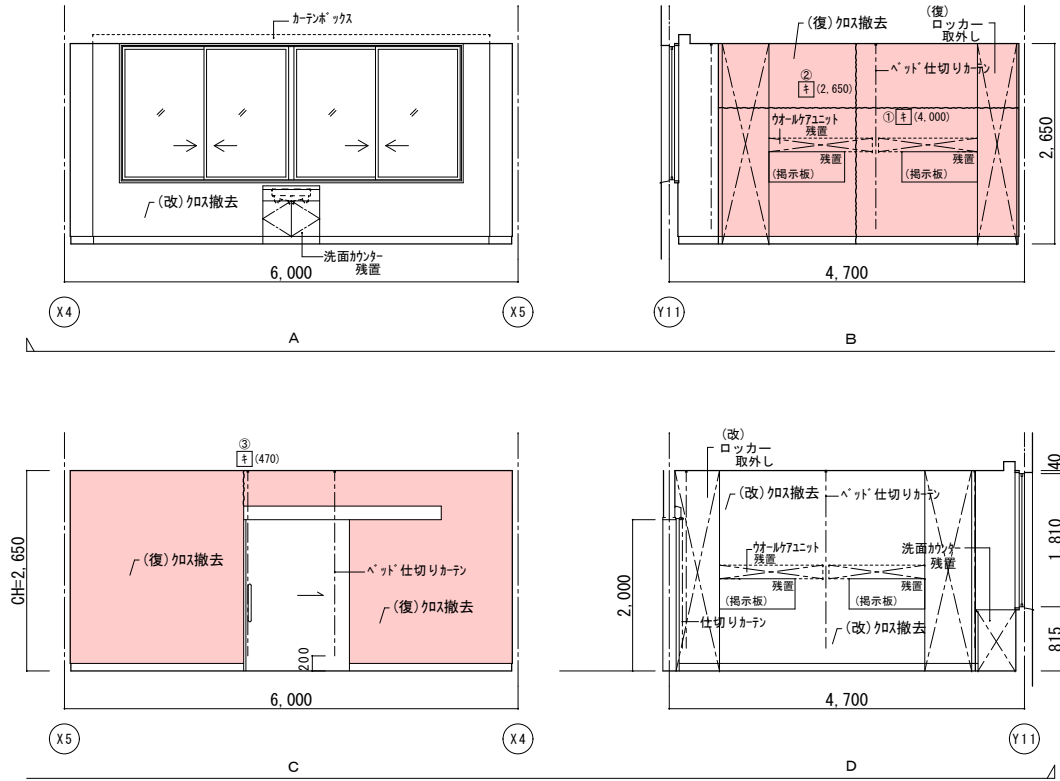 カーテンボックス
(改)クロス撤去
洗面カウンター
残置
6,000
X4
X5
A
(復)クロス撤去
(復)
ロッカー
取外し
②
キ(2,650)
ベッド仕切りカーテン
①キ(4,000)
ウオールケアユニット
残置
残置
残置
(掲示板)
(掲示板)
2,650
4,700
Y11
B
③
キ(470)
(復)クロス撤去
ベッド仕切りカーテン
(復)クロス撤去
CH=2,650
200
6,000
X5
X4
C
(改)
ロッカー
取外し
(改)クロス撤去
ベッド仕切りカーテン
ウオールケアユニット
残置
洗面カウンター
残置
残置
残置
(掲示板)
(掲示板)
仕切りカーテン
(改)クロス撤去
2,000
40
1,810
815
4,700
Y11
D